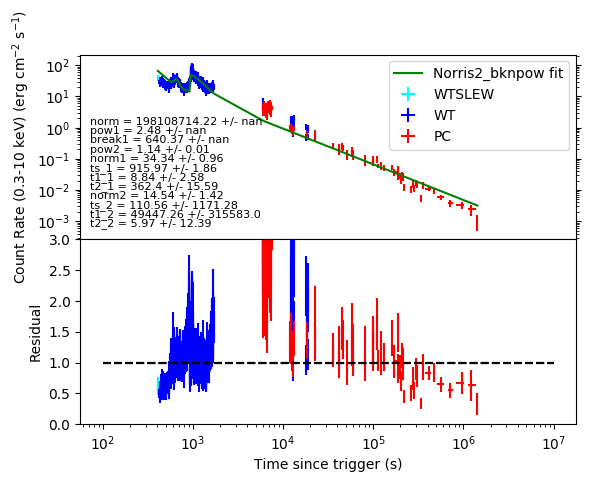 Count Rate (0.3-10 keV) (erg cm⁻² s⁻¹)
10²
10¹
10⁰
10⁻¹
10⁻²
10⁻³
Norris2_bknpow fit
WTSLEW
WT
PC
norm = 198108714.22 +/- nan
pow1 = 2.48 +/- nan
break1 = 640.37 +/- nan
pow2 = 1.14 +/- 0.01
norm1 = 34.34 +/- 0.96
ts_1 = 915.97 +/- 1.86
t1_1 = 8.84 +/- 2.58
t2_1 = 362.4 +/- 15.59
norm2 = 14.54 +/- 1.42
ts_2 = 110.56 +/- 1171.28
t1_2 = 49447.26 +/- 315583.0
t2_2 = 5.97 +/- 12.39
Residual
3.0
2.5
2.0
1.5
1.0
0.5
0.0
10² 10³ 10⁴ 10⁵ 10⁶ 10⁷
Time since trigger (s)